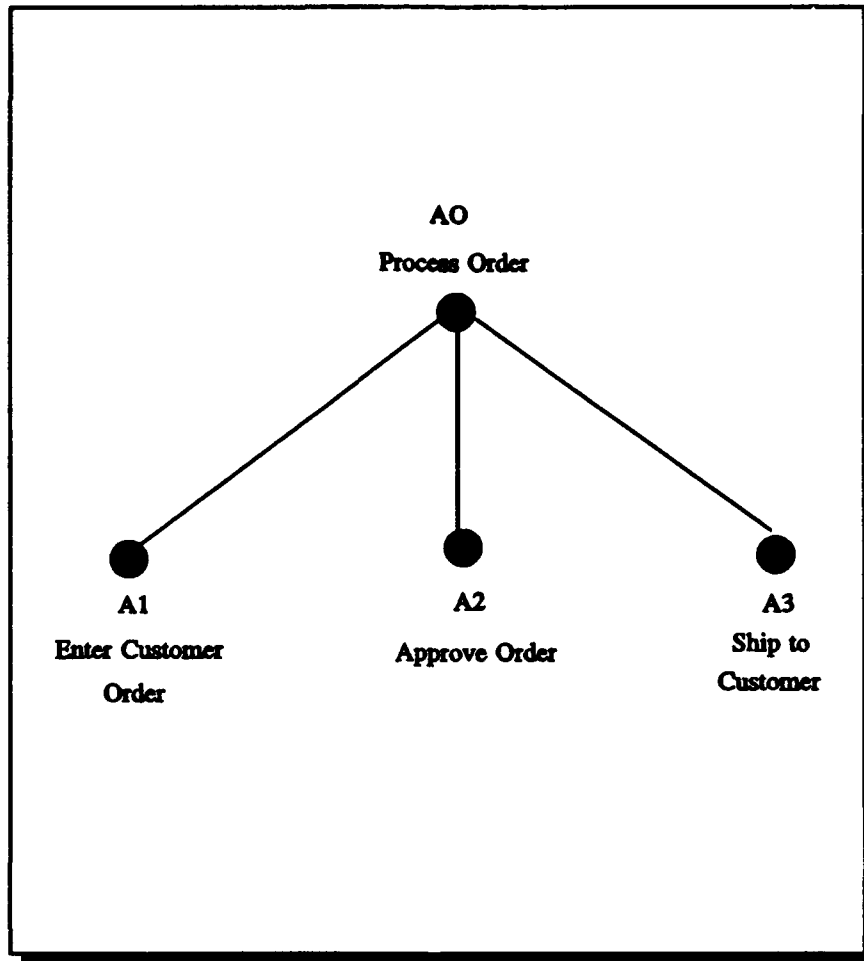 AO
Process Order
A1
Enter Customer
Order
A2
Approve Order
A3
Ship to
Customer